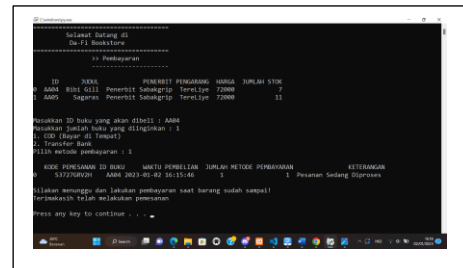 ====================================
Selamat Datang di
Da-Fi Bookstore
====================================
>> Pembayaran
--------------------
ID JUDUL PENERBIT PENGARANG HARGA JUMLAH STOK
0 AA04 Bibi Gill Penerbit Sabakgrip TereLiye 72000 7
1 AA05 Sagaras Penerbit Sabakgrip TereLiye 72000 11
Masukkan ID buku yang akan dibeli : AA04
Masukkan jumlah buku yang diinginkan : 1
1. COD (Bayar di Tempat)
2. Transfer Bank
Pilih metode pembayaran : 1
KODE PEMESANAN ID BUKU WAKTU PEMBELIAN JUMLAH METODE PEMBAYARAN KETERANGAN
0 S3727GRV2H AA04 2023-01-02 16:15:46 1 1 Pesanan Sedang Diproses
Silakan menunggu dan lakukan pembayaran saat barang sudah sampai!
Terimakasih telah melakukan pemesanan
Press any key to continue . . .